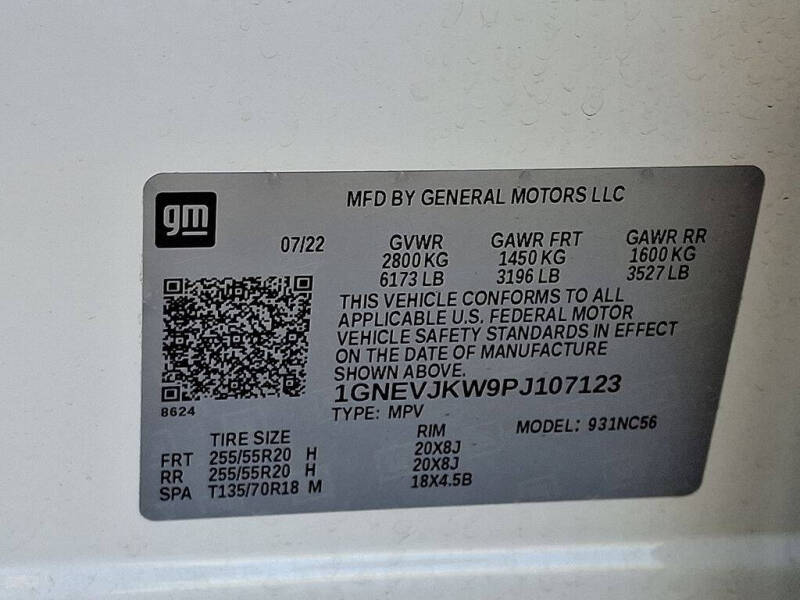 gm
MFD BY GENERAL MOTORS LLC
07/22 GVWR GAWR FRT GAWR RR
2800 KG 1450 KG 1600 KG
6173 LB 3196 LB 3527 LB
THIS VEHICLE CONFORMS TO ALL
APPLICABLE U.S. FEDERAL MOTOR
VEHICLE SAFETY STANDARDS IN EFFECT
ON THE DATE OF MANUFACTURE
SHOWN ABOVE.
1GNEVJKW9PJ107123
8624
TYPE: MPV MODEL: 931NC56
TIRE SIZE RIM
FRT 255/55R20 H 20X8J
RR 255/55R20 H 20X8J
SPA T135/70R18 M 18X4.5B